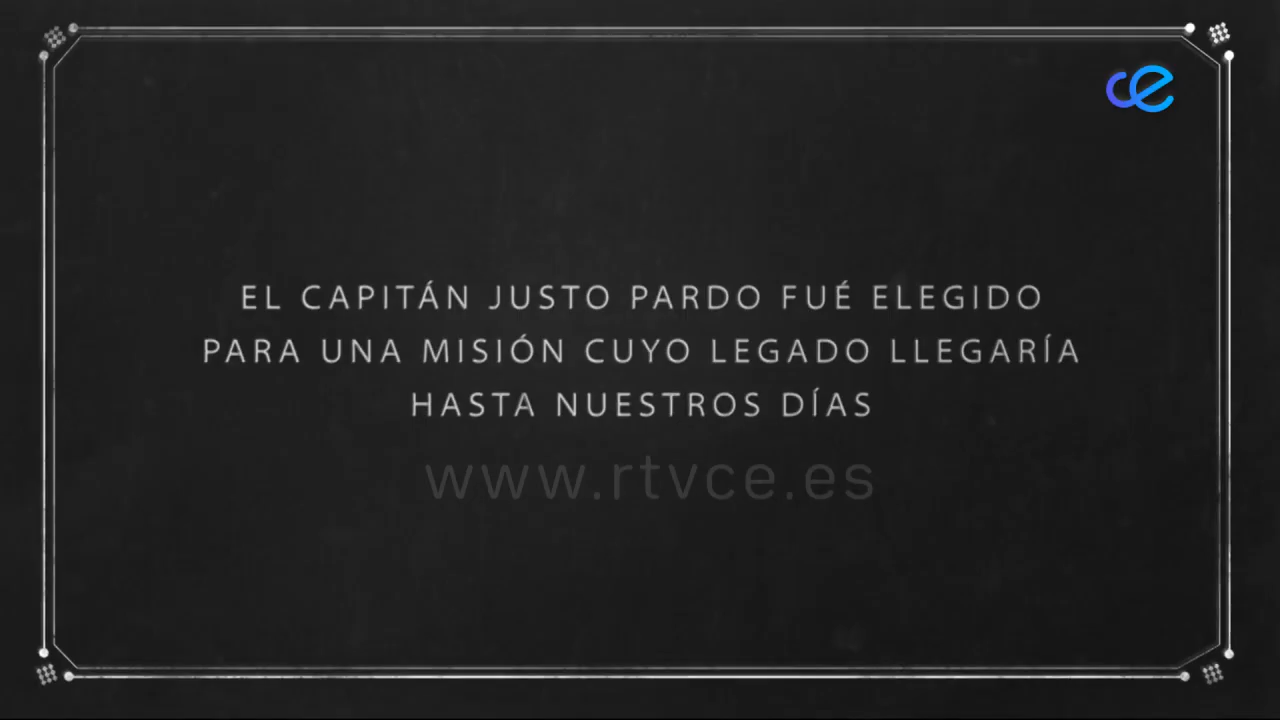 ce
EL CAPITÁN JUSTO PARDO FUÉ ELEGIDO
PARA UNA MISIÓN CUYO LEGADO LLEGARÍA
HASTA NUESTROS DÍAS
www.rtvce.es